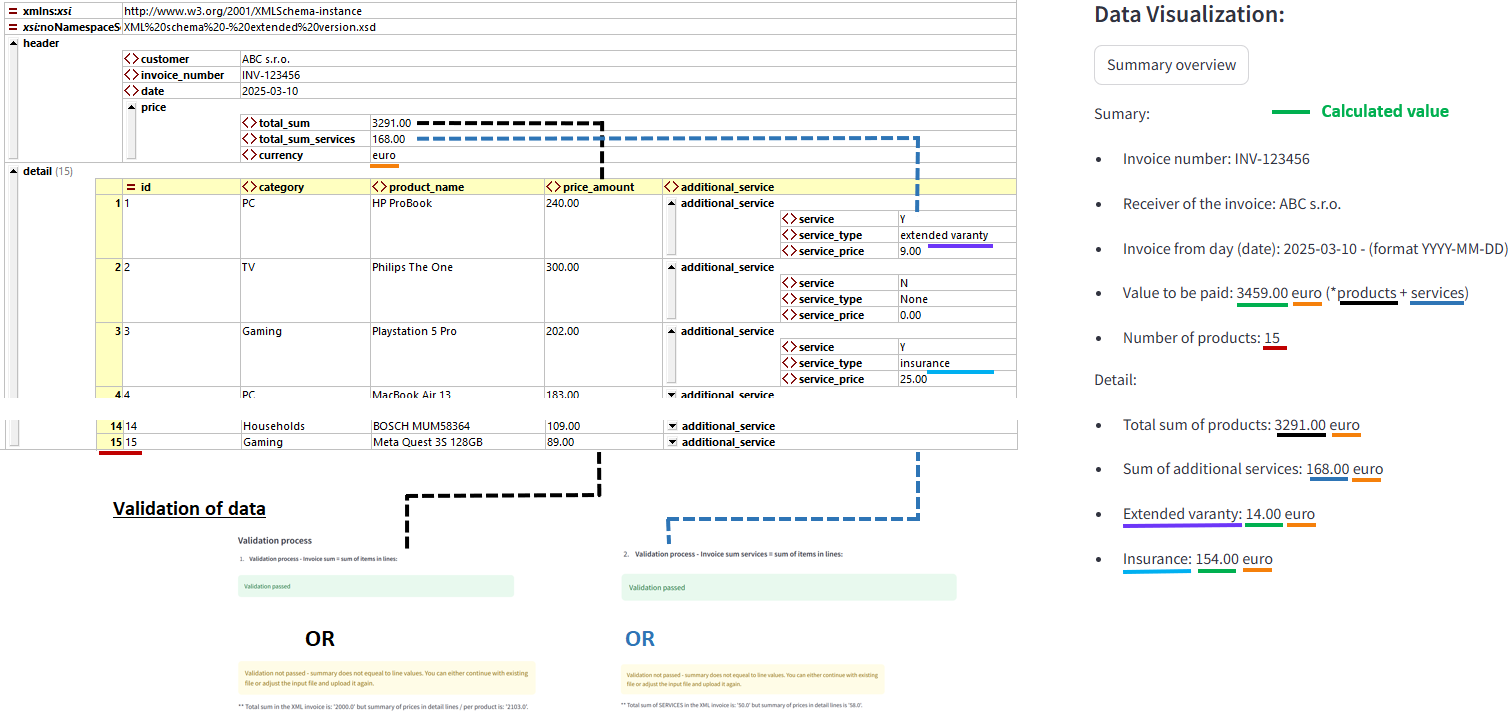 xmlns:xsi http://www.w3.org/2001/XMLSchema-instance
xsi:noNamespaceS XML%20schema%20-%20extended%20version.xsd
header
customer ABC s.r.o.
invoice_number INV-123456
date 2025-03-10
price
total_sum 3291.00
total_sum_services 168.00
currency euro
detail (15)
id category product_name price_amount additional_service
1 1 PC HP ProBook 240.00 additional_service
service Y
service_type extended varanty
service_price 9.00
2 2 TV Philips The One 300.00 additional_service
service N
service_type None
service_price 0.00
3 3 Gaming Playstation 5 Pro 202.00 additional_service
service Y
service_type insurance
service_price 25.00
4 4 PC MacBook Air 13 183.00 additional_service
14 14 Households BOSCH MUM58364 109.00 additional_service
15 15 Gaming Meta Quest 3S 128GB 89.00 additional_service
Validation of data
Validation process
1. Validation process - Invoice sum = sum of items in lines:
Validation passed
OR
Validation not passed - summary does not equeal to line values. You can either continue with existing
file or adjust the input file and upload it again.
** Total sum in the XML invoice is: '2000.0' but summary of prices in detail lines / per product is: '2103.0'.
2. Validation process - Invoice sum services = sum of items in lines:
Validation passed
OR
Validation not passed - summary does not equeal to line values. You can either continue with existing
file or adjust the input file and upload it again.
** Total sum of SERVICES in the XML invoice is: '50.0' but summary of prices in detail lines is '58.0'.
Data Visualization:
Summary overview
Sumary:
Calculated value
• Invoice number: INV-123456
• Receiver of the invoice: ABC s.r.o.
• Invoice from day (date): 2025-03-10 - (format YYYY-MM-DD)
• Value to be paid: 3459.00 euro (*products + services)
• Number of products: 15
Detail:
• Total sum of products: 3291.00 euro
• Sum of additional services: 168.00 euro
• Extended varanty: 14.00 euro
• Insurance: 154.00 euro